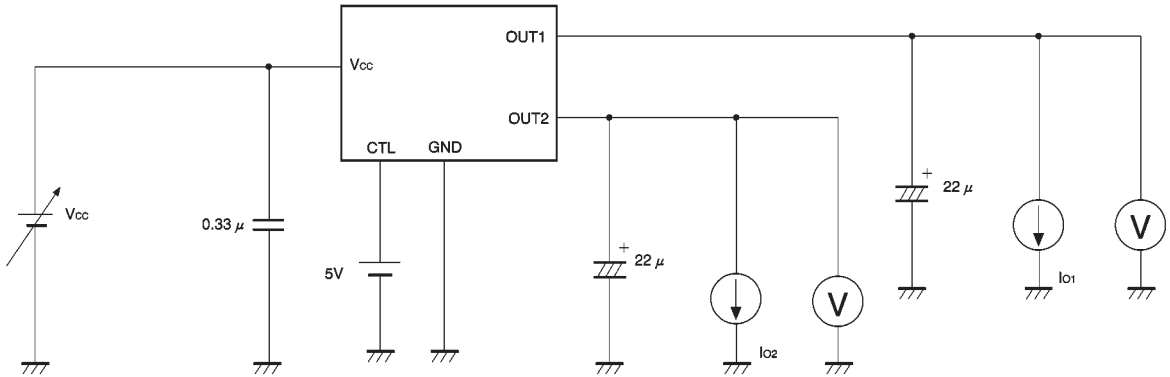 OUT1
Vcc
OUT2
CTL
GND
+
22 μ
Vcc
0.33 μ
V
+
22 μ
5V
IO1
V
IO2